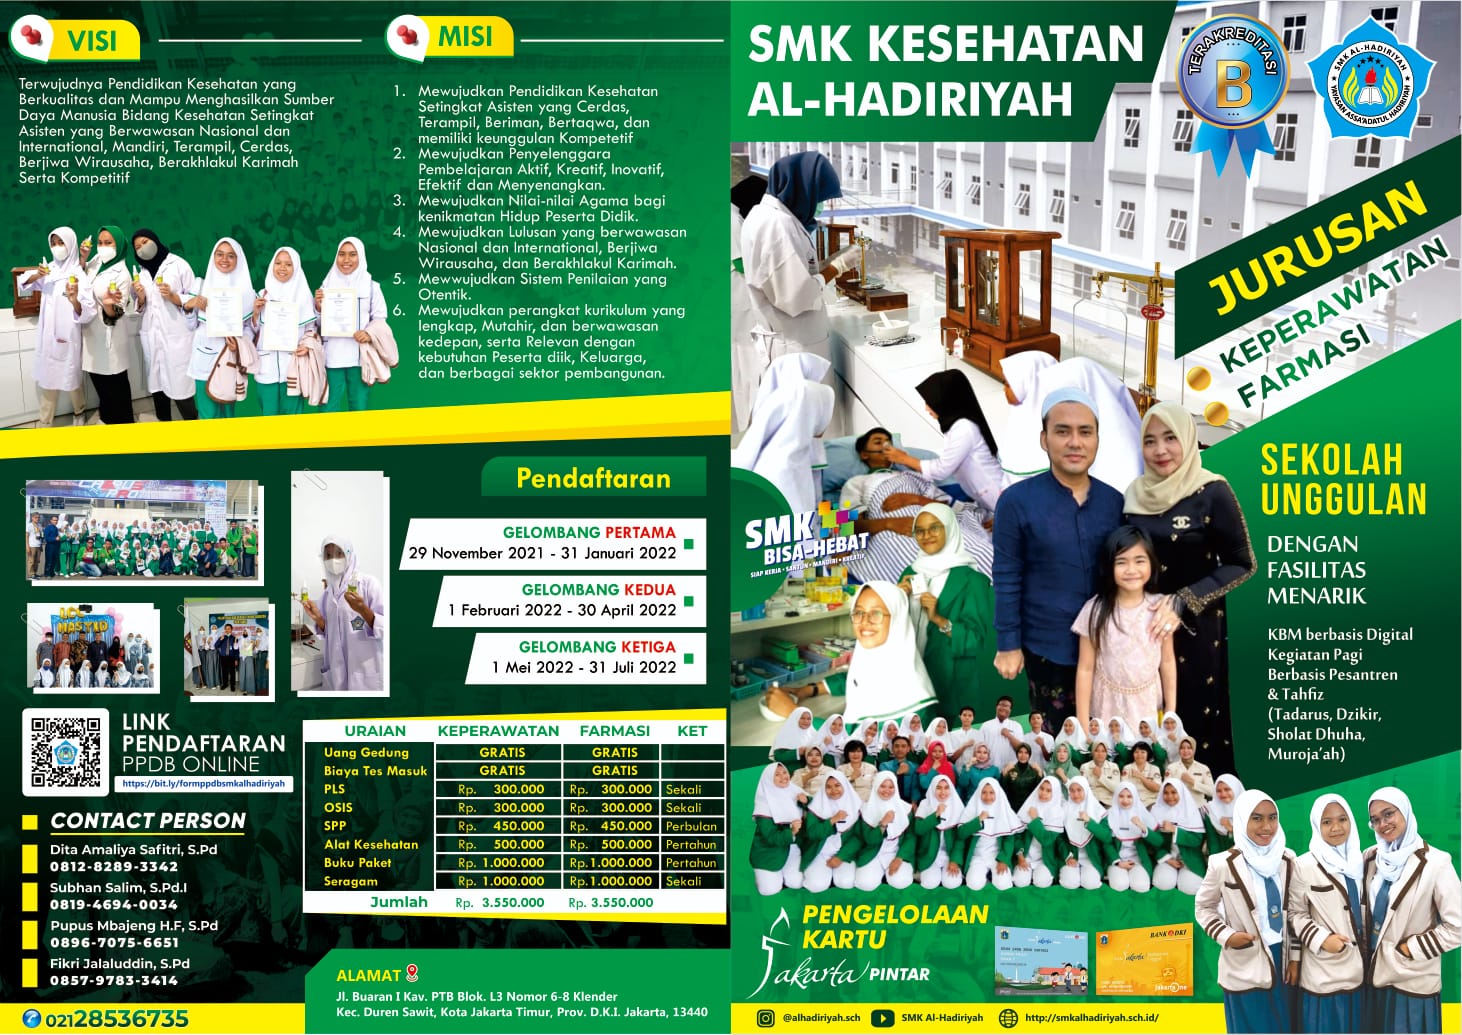 VISI
Terwujudnya Pendidikan Kesehatan yang
Berkualitas dan Mampu Menghasilkan Sumber
Daya Manusia Bidang Kesehatan Setingkat
Asisten yang Berwawasan Nasional dan
International, Mandiri, Terampil, Cerdas,
Berjiwa Wirausaha, Berakhlakul Karimah
Serta Kompetitif
MISI
1. Mewujudkan Pendidikan Kesehatan
Setingkat Asisten yang Cerdas,
Terampil, Beriman, Bertaqwa, dan
memiliki keunggulan Kompetetif
2. Mewujudkan Penyelenggara
Pembelajaran Aktif, Kreatif, Inovatif,
Efektif dan Menyenangkan.
3. Mewujudkan Nilai-nilai Agama bagi
kenikmatan Hidup Peserta Didik.
4. Mewujudkan Lulusan yang berwawasan
Nasional dan International, Berjiwa
Wirausaha, dan Berakhlakul Karimah.
5. Mewwujudkan Sistem Penilaian yang
Otentik.
6. Mewujudkan perangkat kurikulum yang
lengkap, Mutahir, dan berwawasan
kedepan, serta Relevan dengan
kebutuhan Peserta diik, Keluarga,
dan berbagai sektor pembangunan.
Pendaftaran
GELOMBANG PERTAMA
29 November 2021 - 31 Januari 2022
GELOMBANG KEDUA
1 Februari 2022 - 30 April 2022
GELOMBANG KETIGA
1 Mei 2022 - 31 Juli 2022
LINK
PENDAFTARAN
PPDB ONLINE
https://bit.ly/formppdbsmkalhadiriyah
CONTACT PERSON
Dita Amaliya Safitri, S.Pd
0812-8289-3342
Subhan Salim, S.Pd.I
0819-4694-0034
Pupus Mbajeng H.F, S.Pd
0896-7075-6651
Fikri Jalaluddin, S.Pd
0857-9783-3414
02128536735
URAIAN KEPERAWATAN FARMASI KET
Uang Gedung GRATIS GRATIS
Biaya Tes Masuk GRATIS GRATIS
PLS Rp. 300.000 Rp. 300.000 Sekali
OSIS Rp. 300.000 Rp. 300.000 Sekali
SPP Rp. 450.000 Rp. 450.000 Perbulan
Alat Kesehatan Rp. 500.000 Rp. 500.000 Pertahun
Buku Paket Rp. 1.000.000 Rp. 1.000.000 Pertahun
Seragam Rp. 1.000.000 Rp. 1.000.000 Sekali
Jumlah Rp. 3.550.000 Rp. 3.550.000
ALAMAT
Jl. Buaran I Kav. PTB Blok. L3 Nomor 6-8 Klender
Kec. Duren Sawit, Kota Jakarta Timur, Prov. D.K.I. Jakarta, 13440
SMK KESEHATAN
AL-HADIRIYAH
TERAKREDITASI
B
SMK AL-HADIRIYAH
YAYASAN ASSA'ADATUL HADIRIYAH
JURUSAN
KEPERAWATAN
FARMASI
SMK
BISA-HEBAT
SIAP KERJA • SANTUN • MANDIRI • KREATIF
SEKOLAH
UNGGULAN
DENGAN
FASILITAS
MENARIK
KBM berbasis Digital
Kegiatan Pagi
Berbasis Pesantren
& Tahfiz
(Tadarus, Dzikir,
Sholat Dhuha,
Muroja'ah)
PENGELOLAAN
KARTU
Jakarta PINTAR
BANK DKI
JakartaOne
@alhadiriyah.sch
SMK Al-Hadiriyah
http://smkalhadiriyah.sch.id/